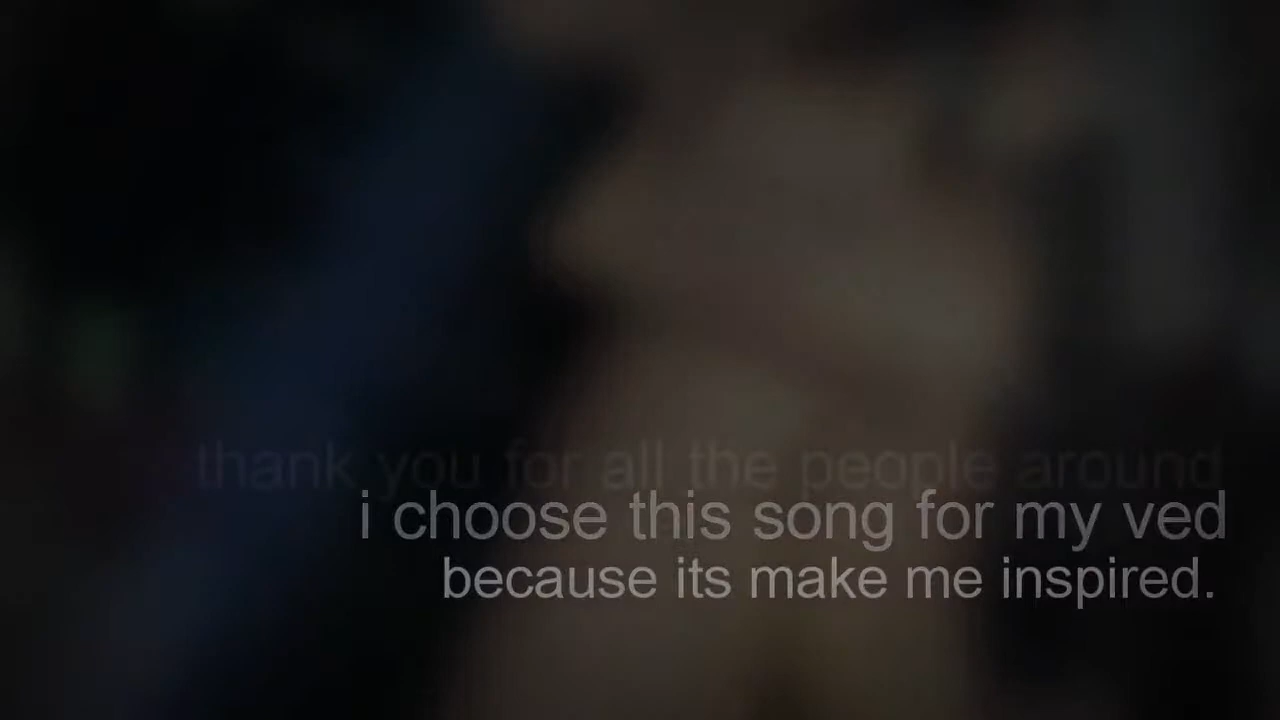 thank you for all the people around
i choose this song for my ved
because its make me inspired.